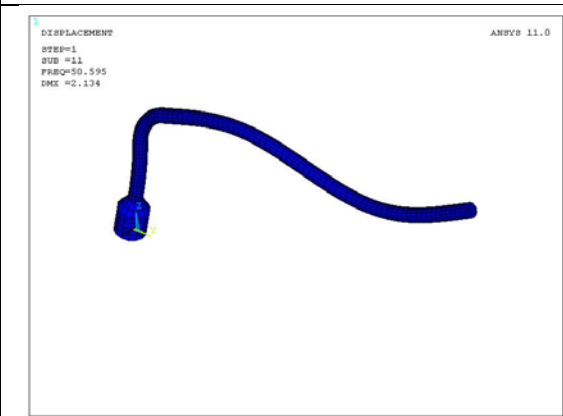 1
DISPLACEMENT
ANSYS 11.0
STEP=1
SUB =11
FREQ=50.595
DMX =2.134